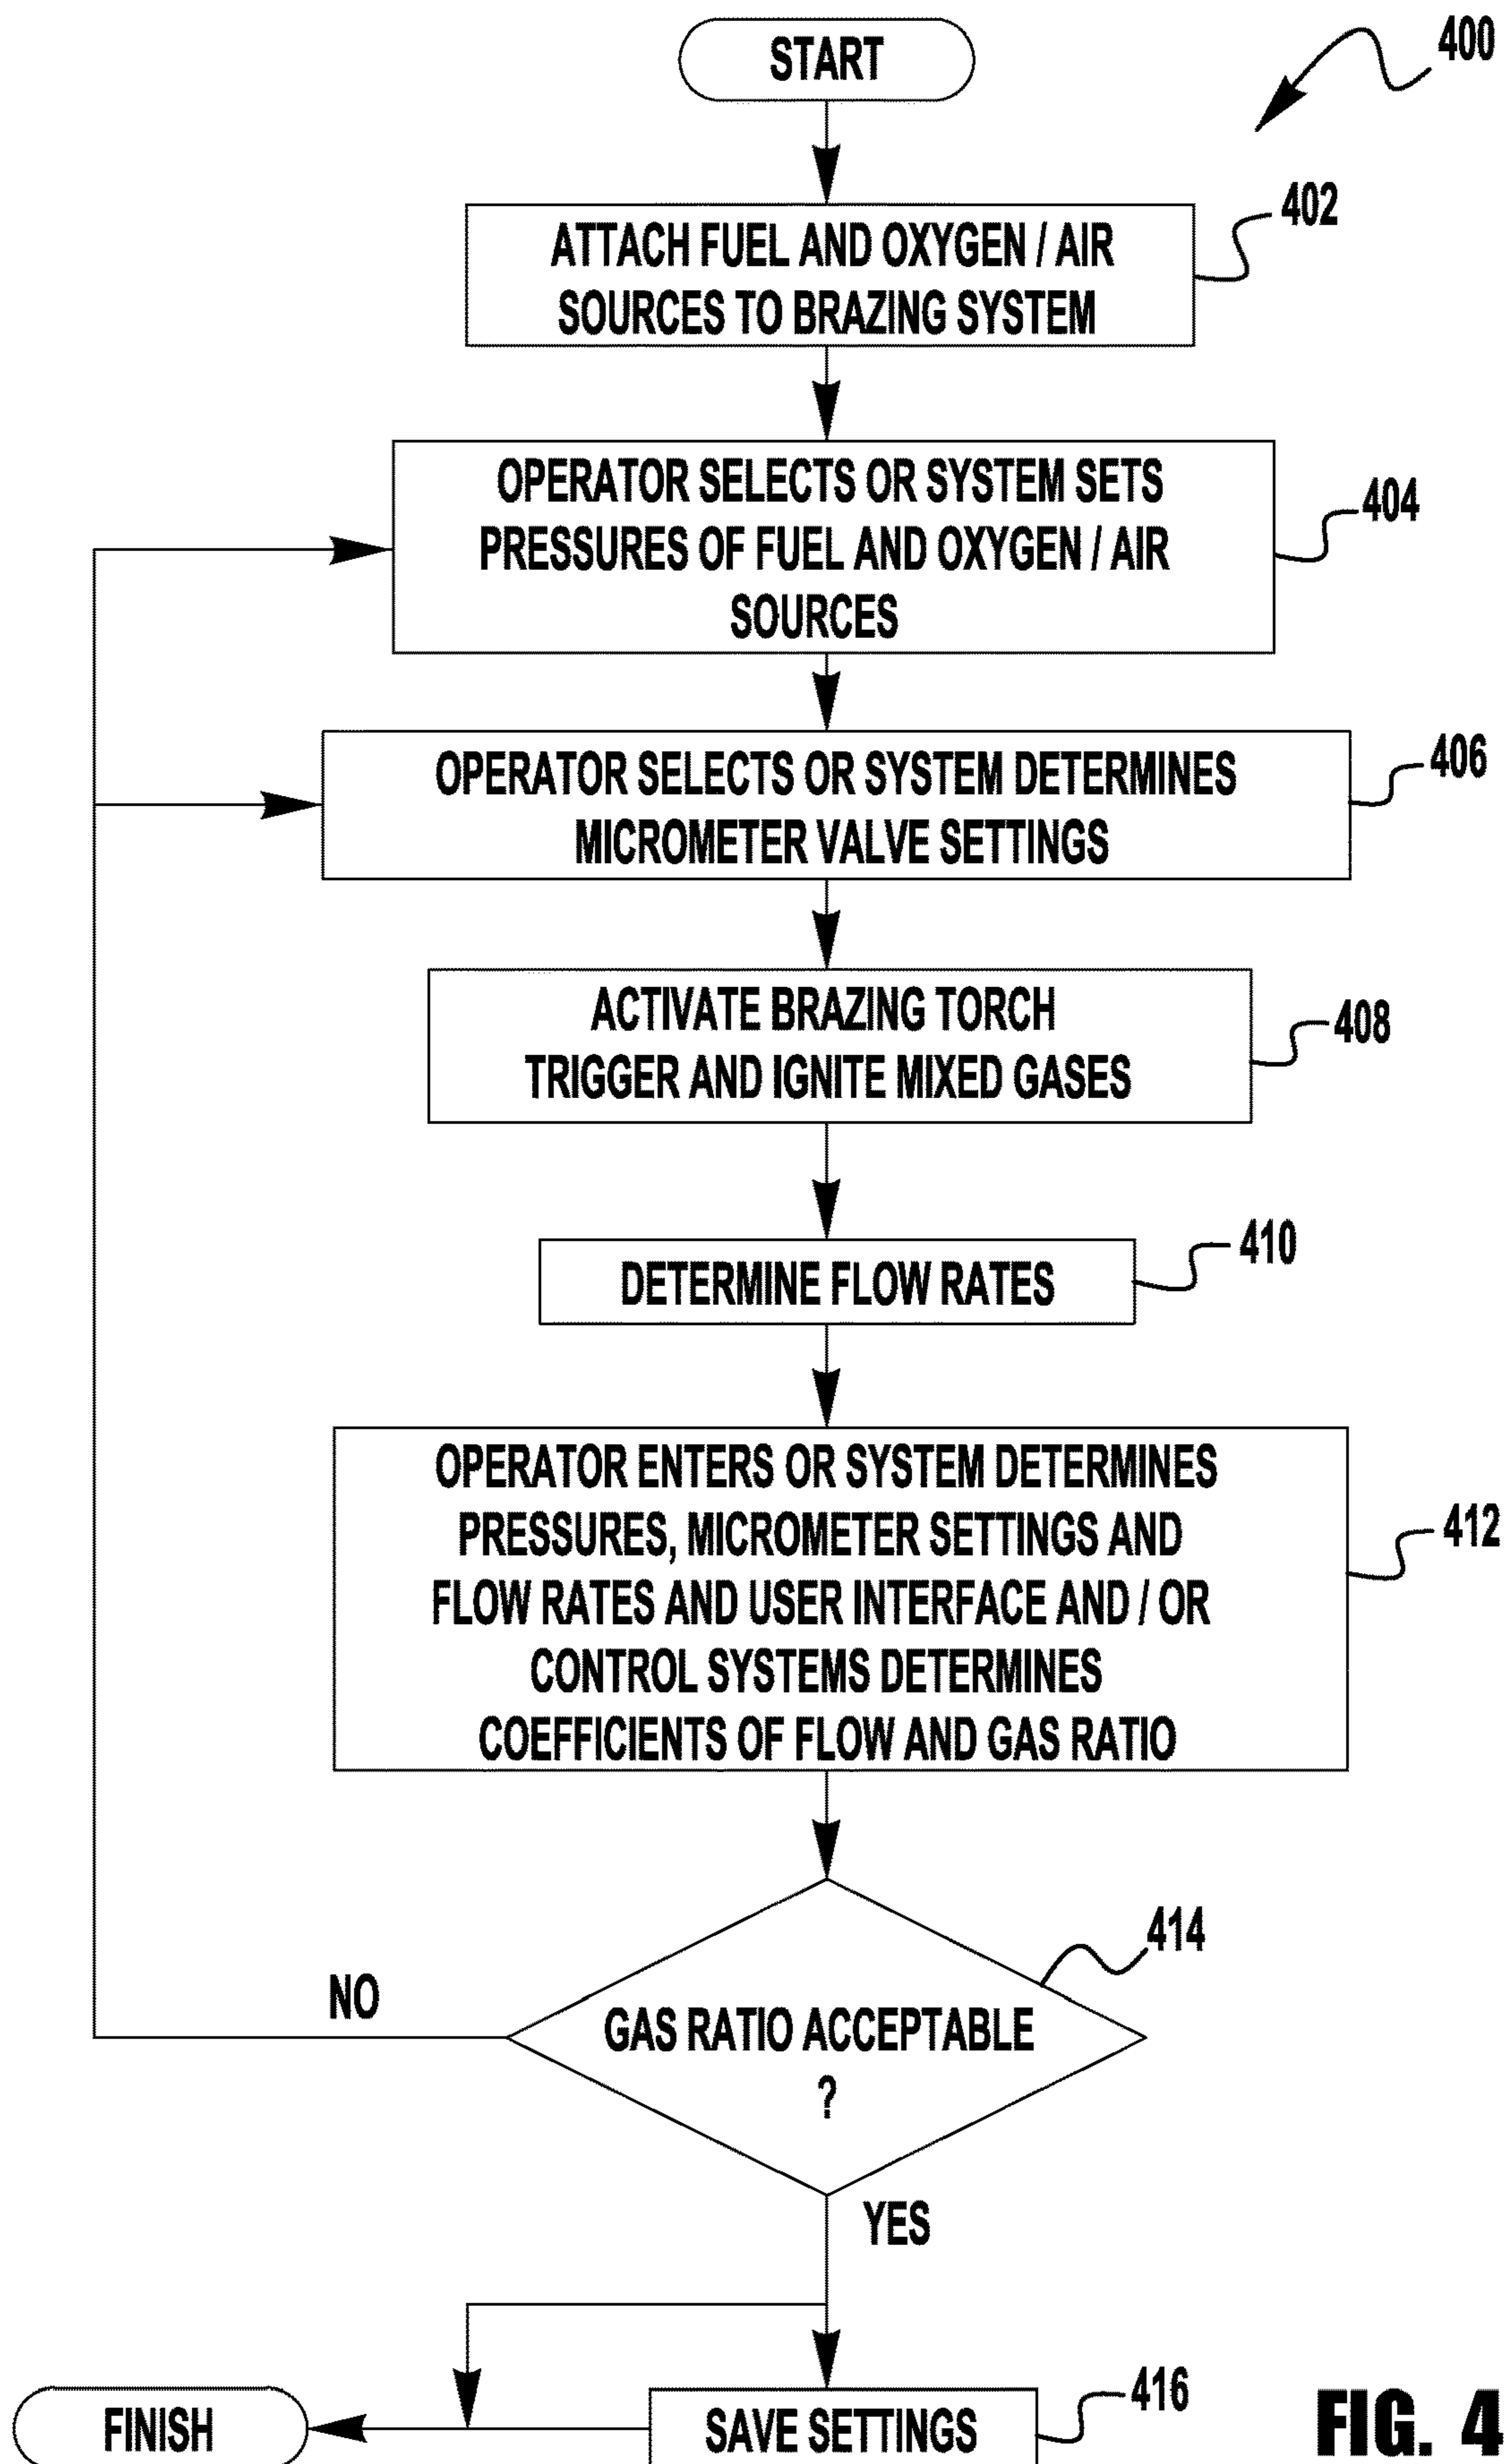 START
400
ATTACH FUEL AND OXYGEN / AIR
SOURCES TO BRAZING SYSTEM
402
OPERATOR SELECTS OR SYSTEM SETS
PRESSURES OF FUEL AND OXYGEN / AIR
SOURCES
404
OPERATOR SELECTS OR SYSTEM DETERMINES
MICROMETER VALVE SETTINGS
406
ACTIVATE BRAZING TORCH
TRIGGER AND IGNITE MIXED GASES
408
DETERMINE FLOW RATES
410
OPERATOR ENTERS OR SYSTEM DETERMINES
PRESSURES, MICROMETER SETTINGS AND
FLOW RATES AND USER INTERFACE AND / OR
CONTROL SYSTEMS DETERMINES
COEFFICIENTS OF FLOW AND GAS RATIO
412
GAS RATIO ACCEPTABLE
?
414
NO
YES
SAVE SETTINGS
416
FINISH
FIG. 4